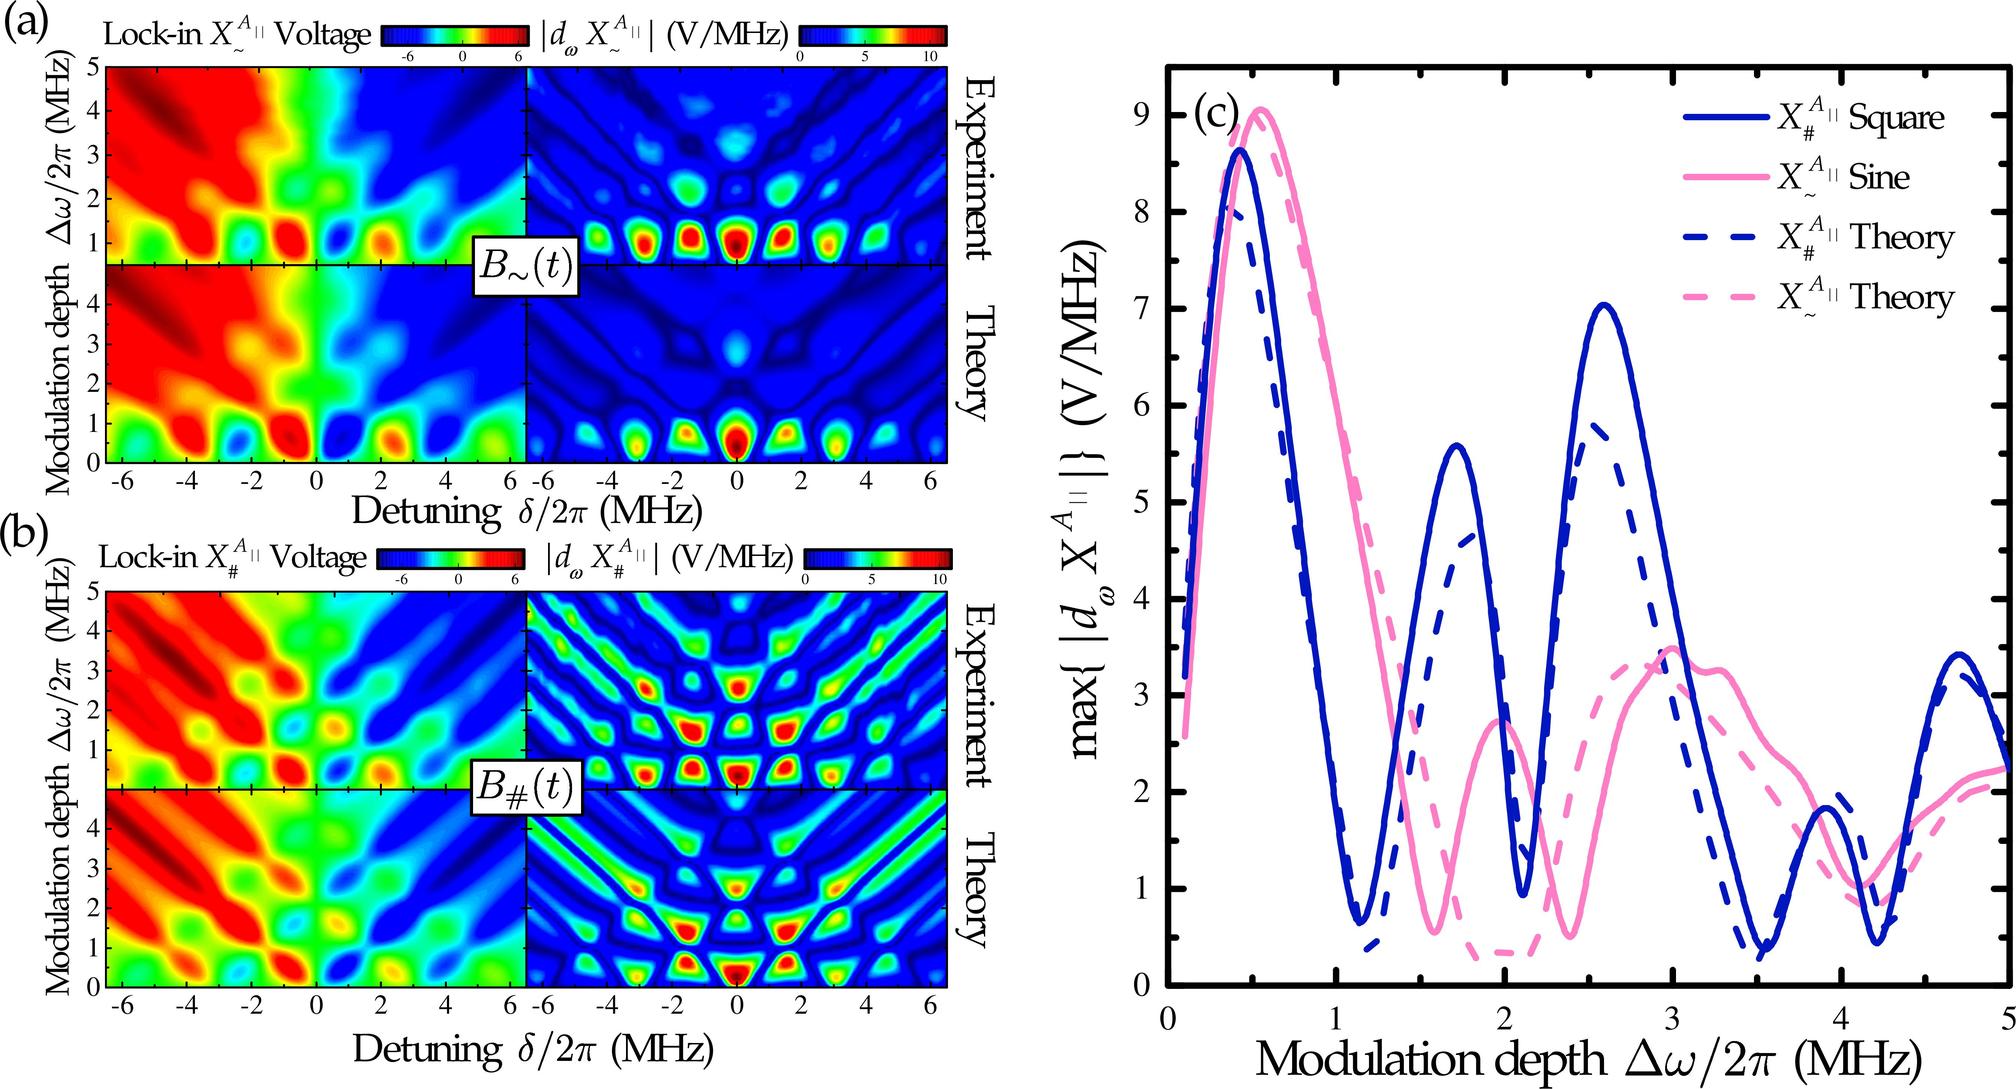 (a)
Lock-in X~^A|| Voltage
-6 0 6
|d_ω X~^A||| (V/MHz)
0 5 10
Modulation depth Δω/2π (MHz)
5
4
3
2
1
4
3
2
1
0
Experiment
B~(t)
Theory
-6 -4 -2 0 2 4 6 -6 -4 -2 0 2 4 6
Detuning δ/2π (MHz)
(b)
Lock-in X#^A|| Voltage
-6 0 6
|d_ω X#^A||| (V/MHz)
0 5 10
Modulation depth Δω/2π (MHz)
5
4
3
2
1
4
3
2
1
0
Experiment
B#(t)
Theory
-6 -4 -2 0 2 4 6 -6 -4 -2 0 2 4 6
Detuning δ/2π (MHz)
(c)
X#^A|| Square
X~^A|| Sine
X#^A|| Theory
X~^A|| Theory
max{ |d_ω X^A||| } (V/MHz)
9
8
7
6
5
4
3
2
1
0
0 1 2 3 4 5
Modulation depth Δω/2π (MHz)